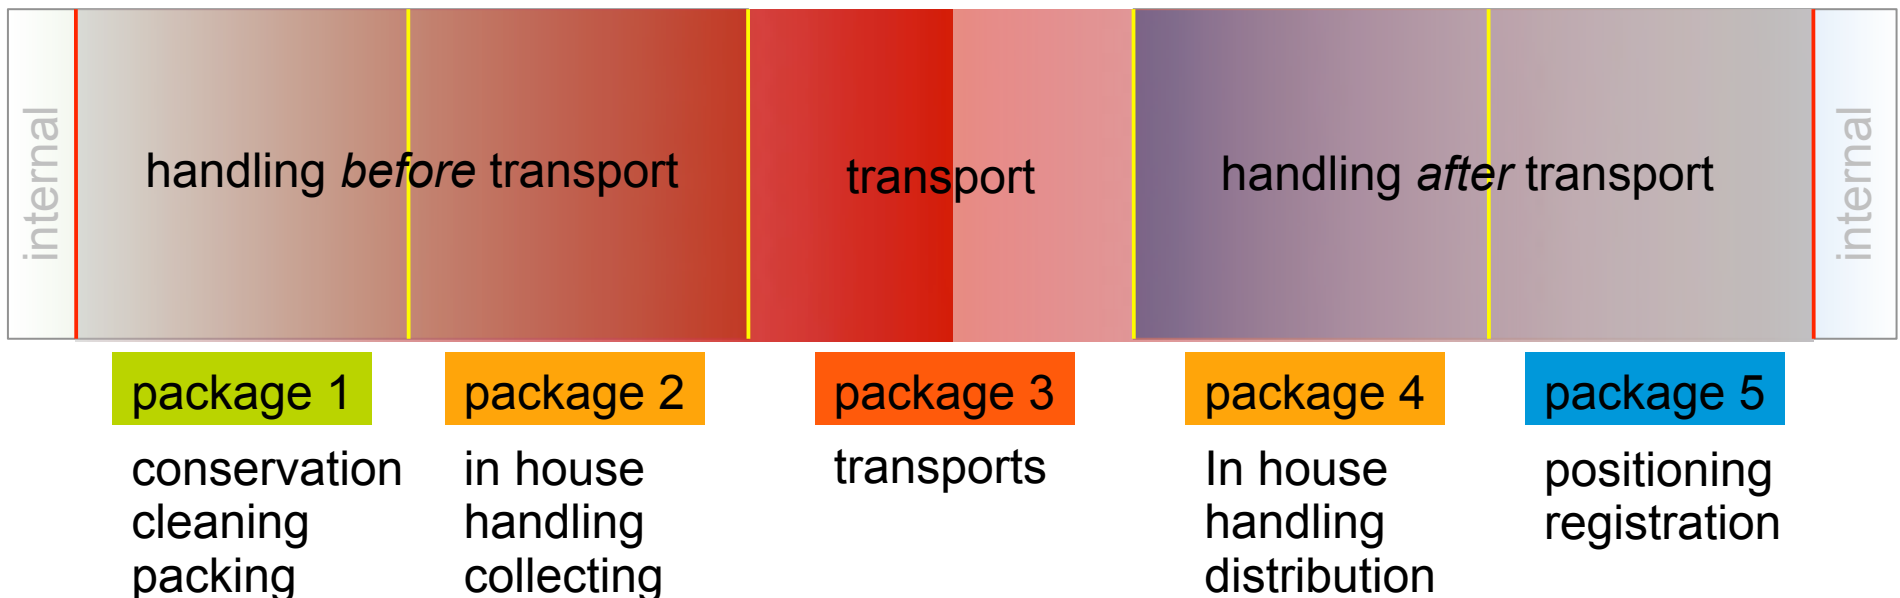 internal
handling before transport
transport
handling after transport
internal
package 1
conservation
cleaning
packing
package 2
in house
handling
collecting
package 3
transports
package 4
In house
handling
distribution
package 5
positioning
registration